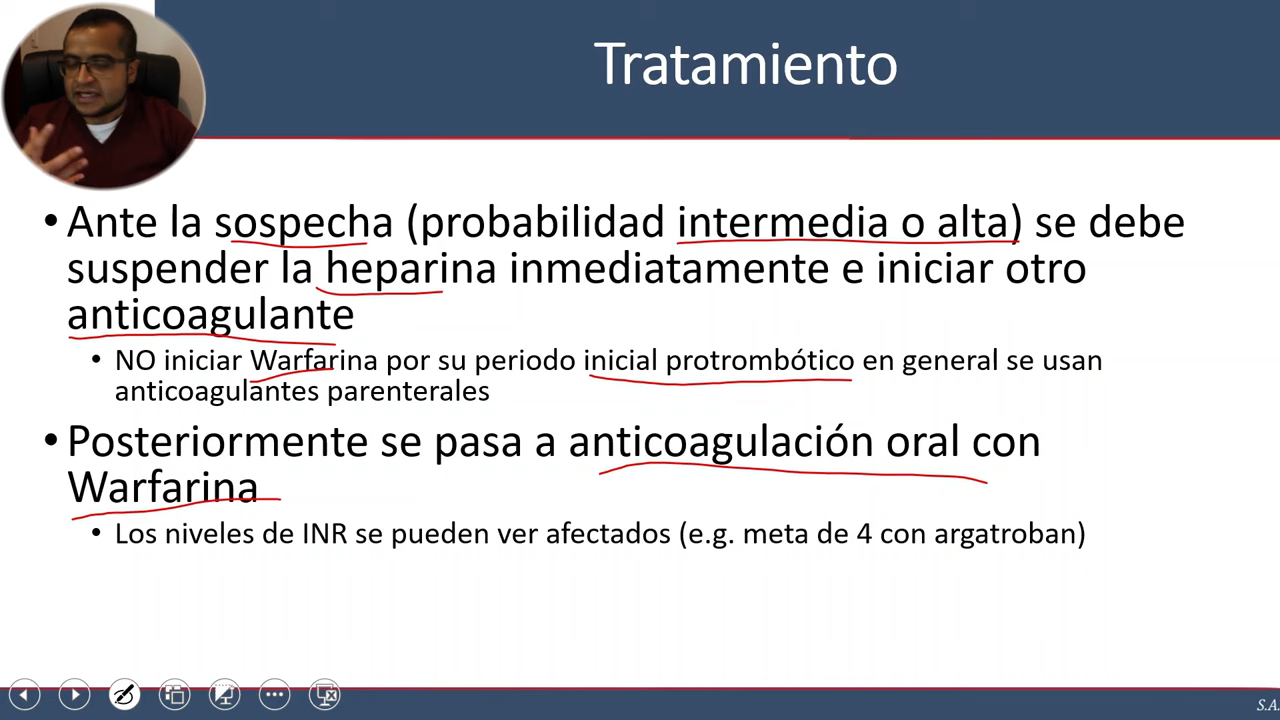 Tratamiento
• Ante la sospecha (probabilidad intermedia o alta) se debe
suspender la heparina inmediatamente e iniciar otro
anticoagulante
• NO iniciar Warfarina por su periodo inicial protrombótico en general se usan
anticoagulantes parenterales
• Posteriormente se pasa a anticoagulación oral con
Warfarina
• Los niveles de INR se pueden ver afectados (e.g. meta de 4 con argatroban)
S.A.